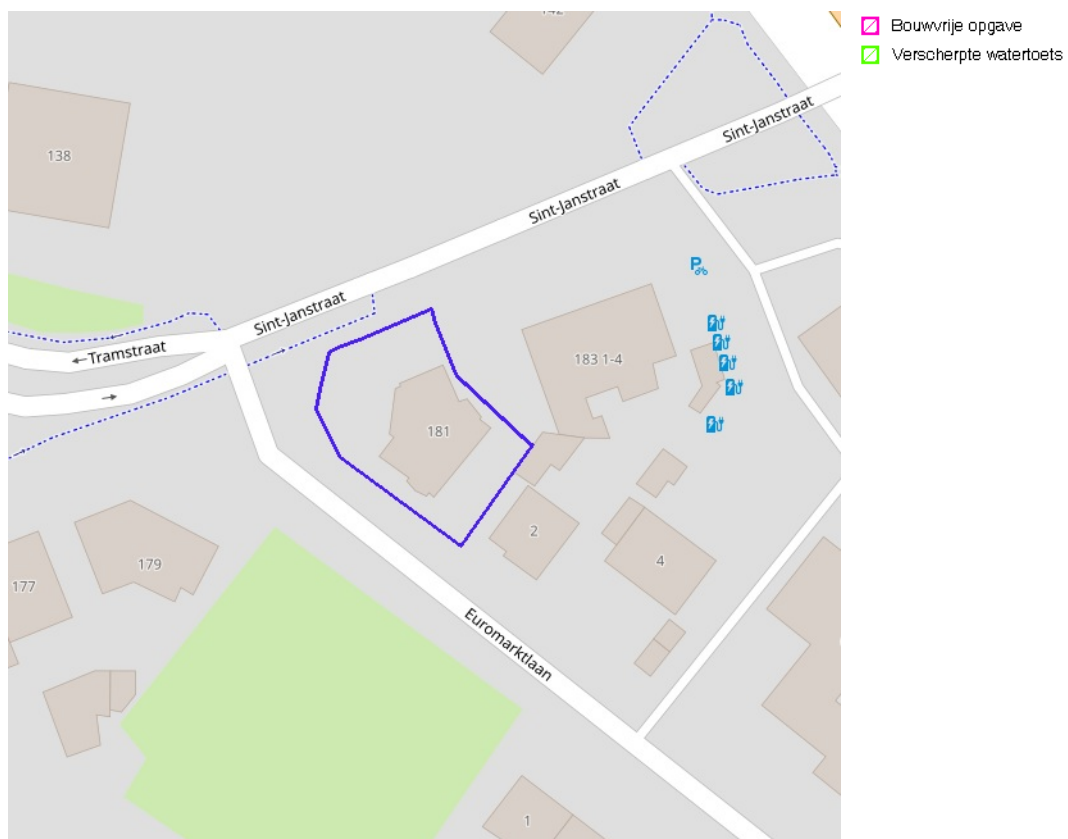 142
Bouwvrije opgave
Verscherpte watertoets
Sint-Janstraat
138
Sint-Janstraat
P
Sint-Janstraat
Tramstraat
183 1-4
181
2
179
4
177
Euromarktlaan
1